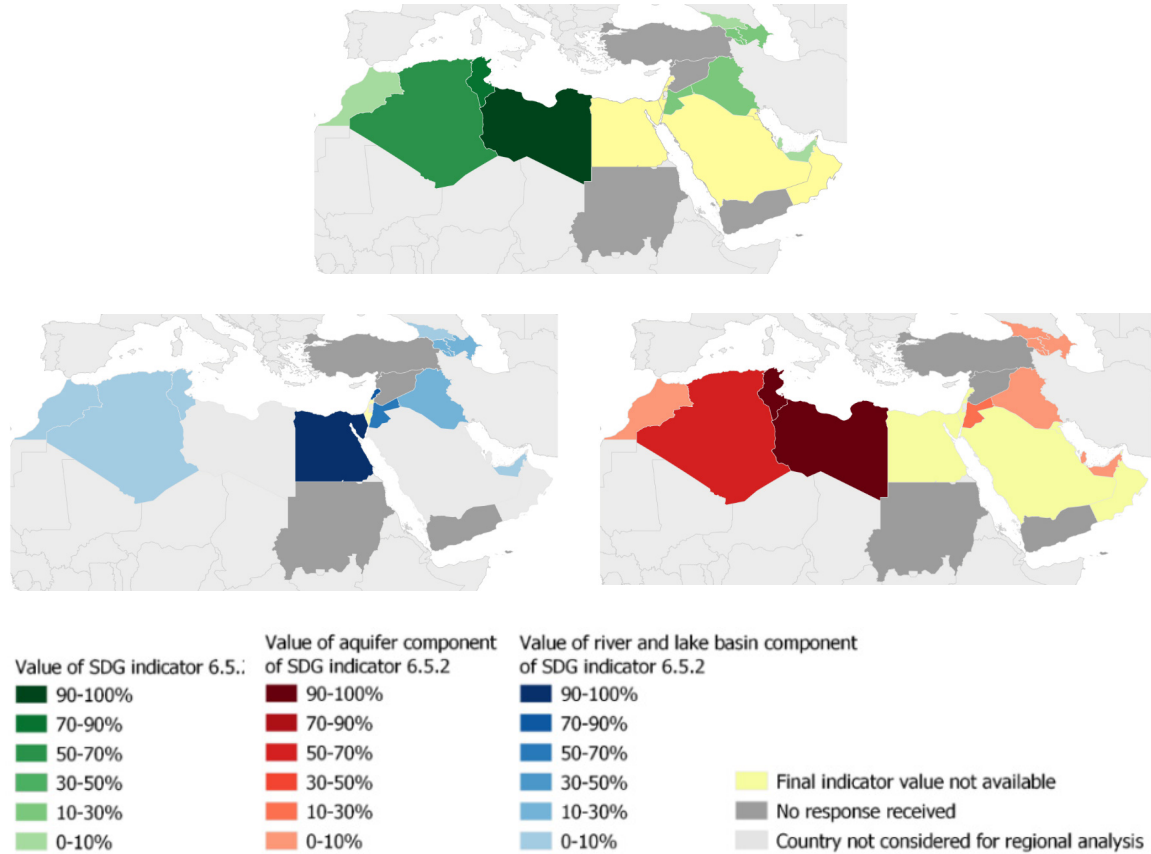 Value of SDG indicator 6.5.
90-100%
70-90%
50-70%
30-50%
10-30%
0-10%
Value of aquifer component
of SDG indicator 6.5.2
90-100%
70-90%
50-70%
30-50%
10-30%
0-10%
Value of river and lake basin component
of SDG indicator 6.5.2
90-100%
70-90%
50-70%
30-50%
10-30%
0-10%
Final indicator value not available
No response received
Country not considered for regional analysis